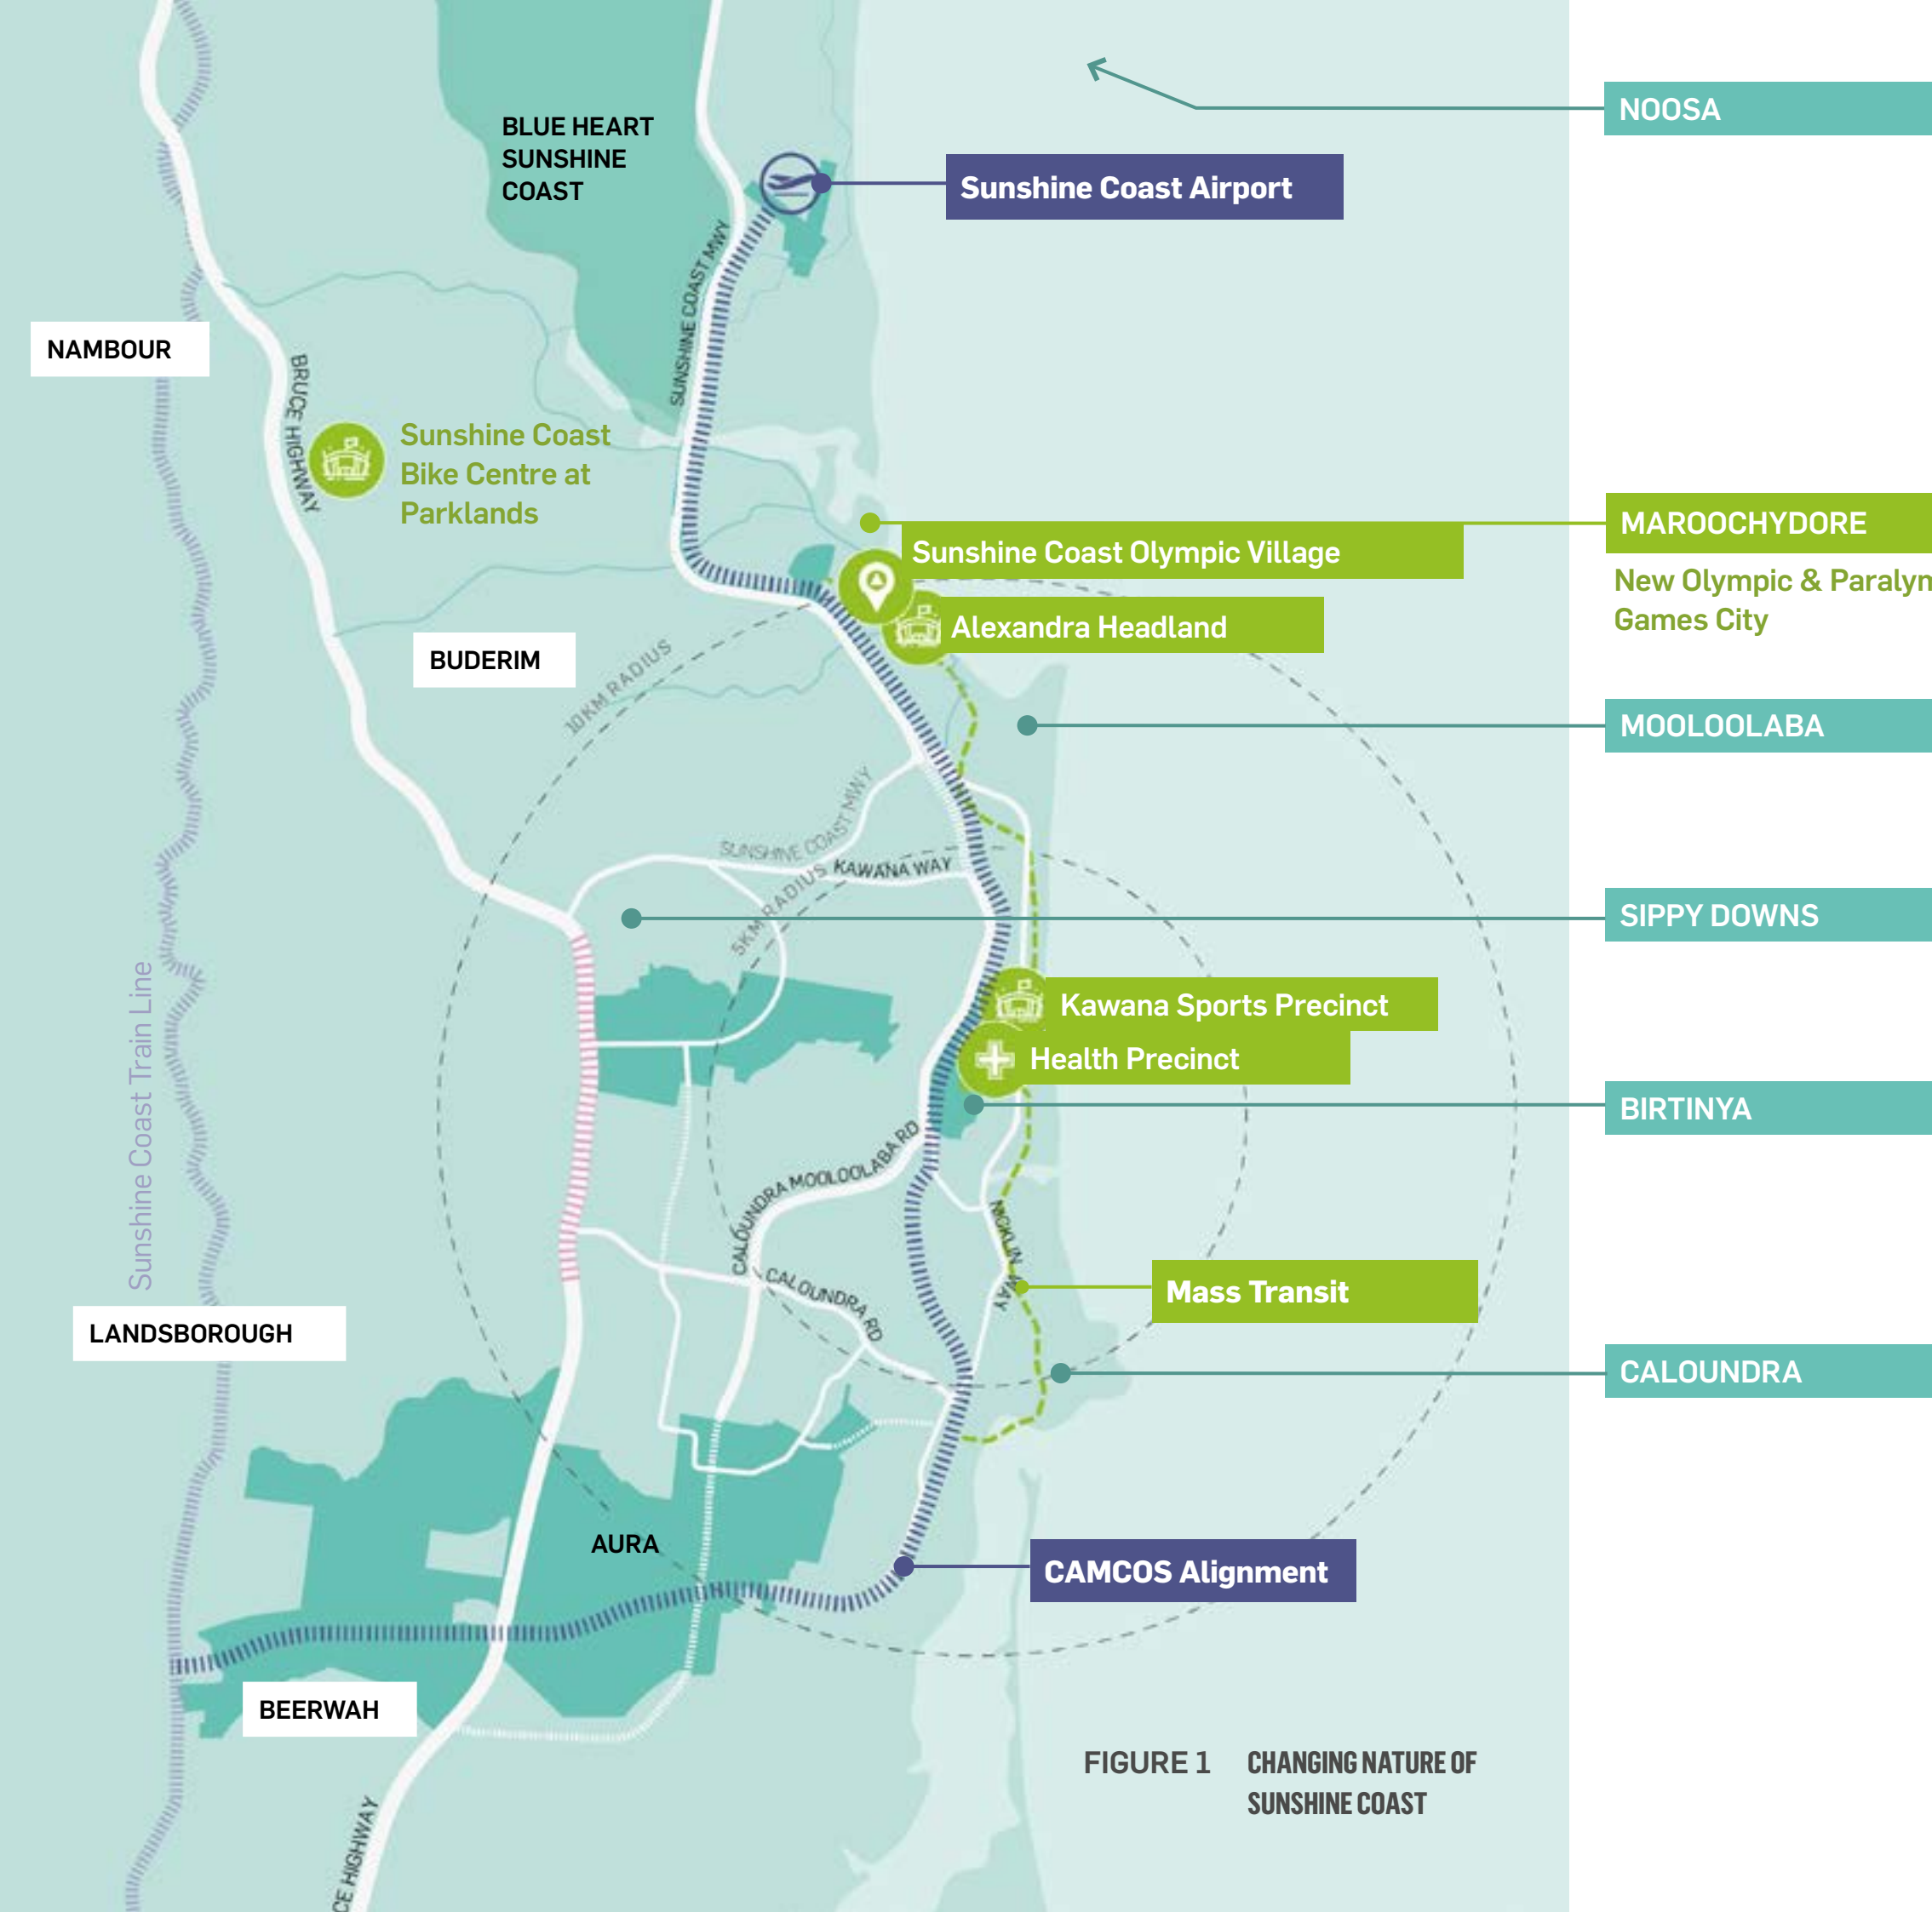 NOOSA
BLUE HEART
SUNSHINE
COAST
Sunshine Coast Airport
SUNSHINE COAST MWY
NAMBOUR
BRUCE HIGHWAY
Sunshine Coast
Bike Centre at
Parklands
MAROOCHYDORE
Sunshine Coast Olympic Village
New Olympic & Paralyn
Games City
Alexandra Headland
BUDERIM
10KM RADIUS
MOOLOOLABA
SUNSHINE COAST MWY
KAWANA WAY
5KM RADIUS
SIPPY DOWNS
Sunshine Coast Train Line
Kawana Sports Precinct
Health Precinct
BIRTINYA
CALOUNDRA MOOLOOLABA RD
NICKLIN WAY
CALOUNDRA RD
Mass Transit
LANDSBOROUGH
CALOUNDRA
AURA
CAMCOS Alignment
BEERWAH
FIGURE 1 CHANGING NATURE OF
SUNSHINE COAST
CE HIGHWAY